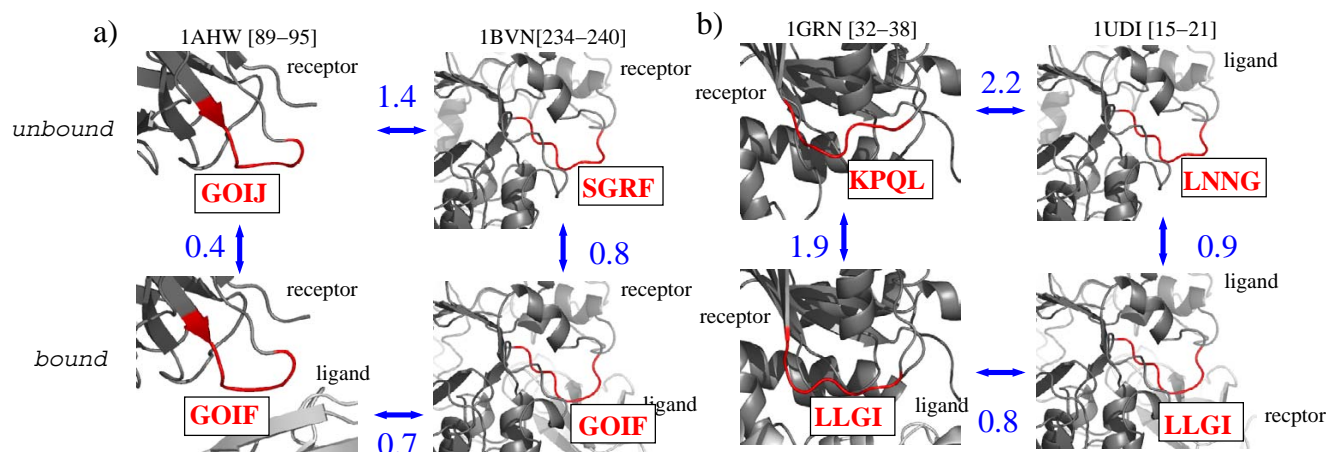 a)
1AHW [89–95]
1BVN[234–240]
b)
1GRN [32–38]
1UDI [15–21]
unbound
receptor
1.4
receptor
receptor
2.2
ligand
GOIJ
SGRF
KPQL
LNNG
0.4
0.8
1.9
0.9
bound
receptor
receptor
receptor
ligand
ligand
GOIF
0.7
GOIF
ligand
LLGI
ligand
0.8
LLGI
recptor